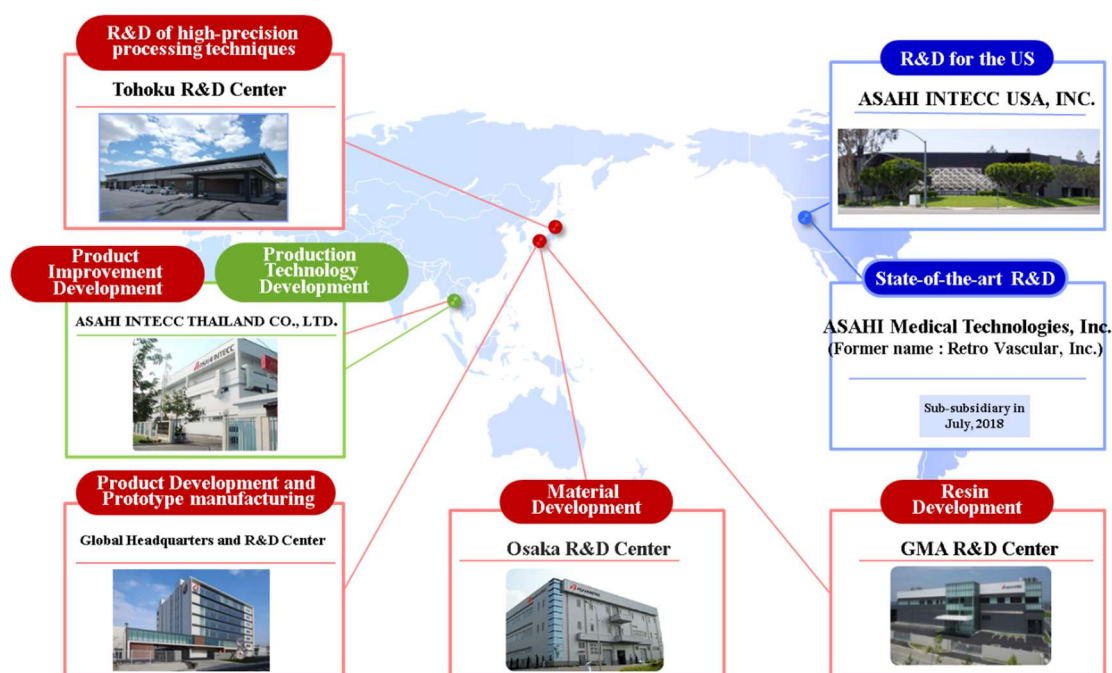 R&D of high-precision
processing techniques
Tohoku R&D Center
R&D for the US
ASAHI INTECC USA, INC.
Product
Improvement
Development
Production
Technology
Development
ASAHI INTECC THAILAND CO., LTD.
ASAHI INTECC
State-of-the-art R&D
ASAHI Medical Technologies, Inc.
(Former name : Retro Vascular, Inc.)
Sub-subsidiary in
July, 2018
Product Development and
Prototype manufacturing
Global Headquarters and R&D Center
Material
Development
Osaka R&D Center
Resin
Development
GMA R&D Center